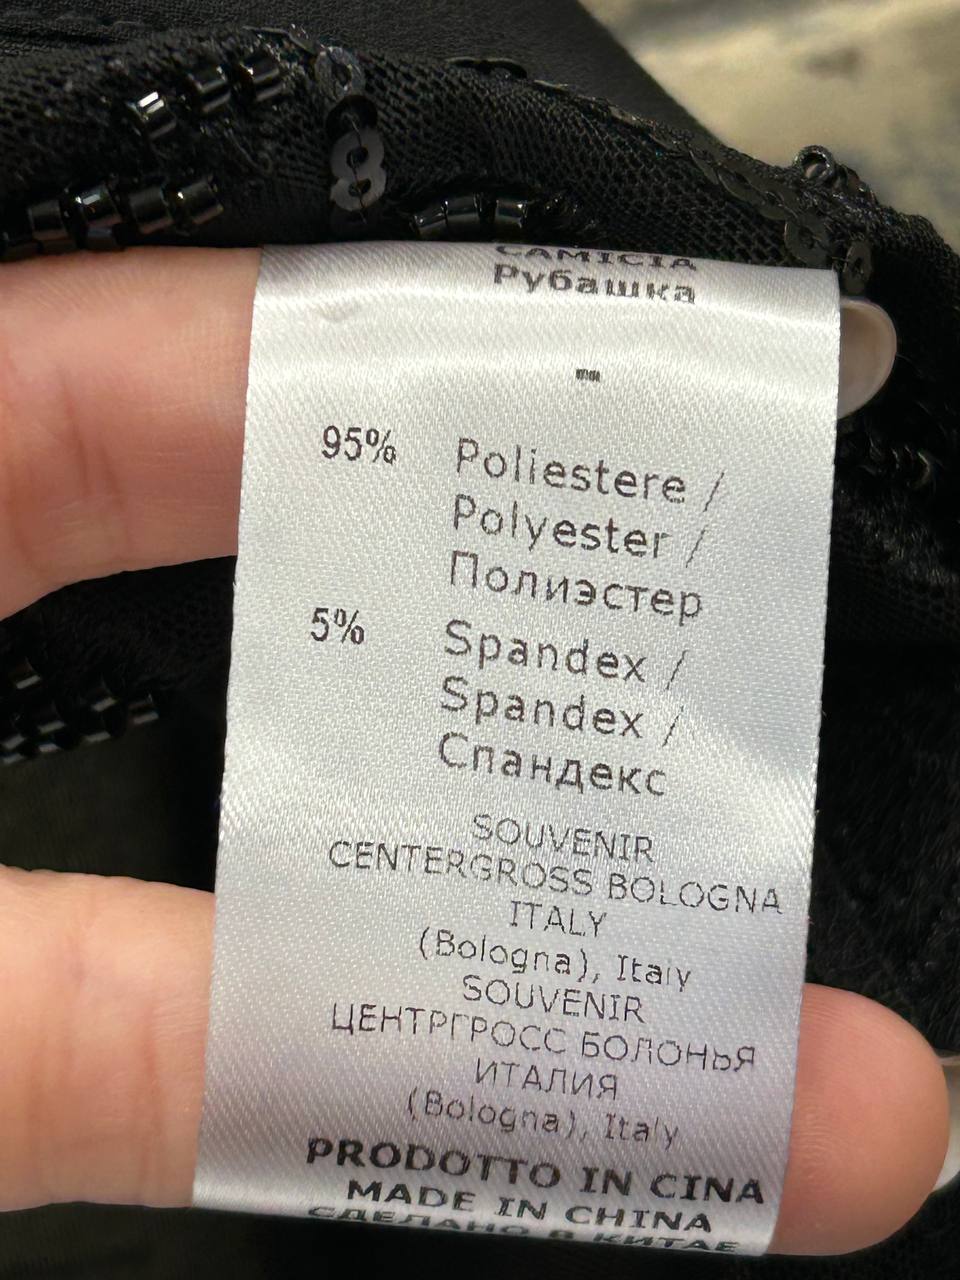 CAMICIA
Рубашка
95% Poliestere /
Polyester /
Полиэстер
5% Spandex /
Spandex /
Спандекс
SOUVENIR
CENTERGROSS BOLOGNA
ITALY
(Bologna), Italy
SOUVENIR
ЦЕНТРГРОСС БОЛОНЬЯ
ИТАЛИЯ
(Bologna), Italy
PRODOTTO IN CINA
MADE IN CHINA
СДЕЛАНО В КИТАЕ